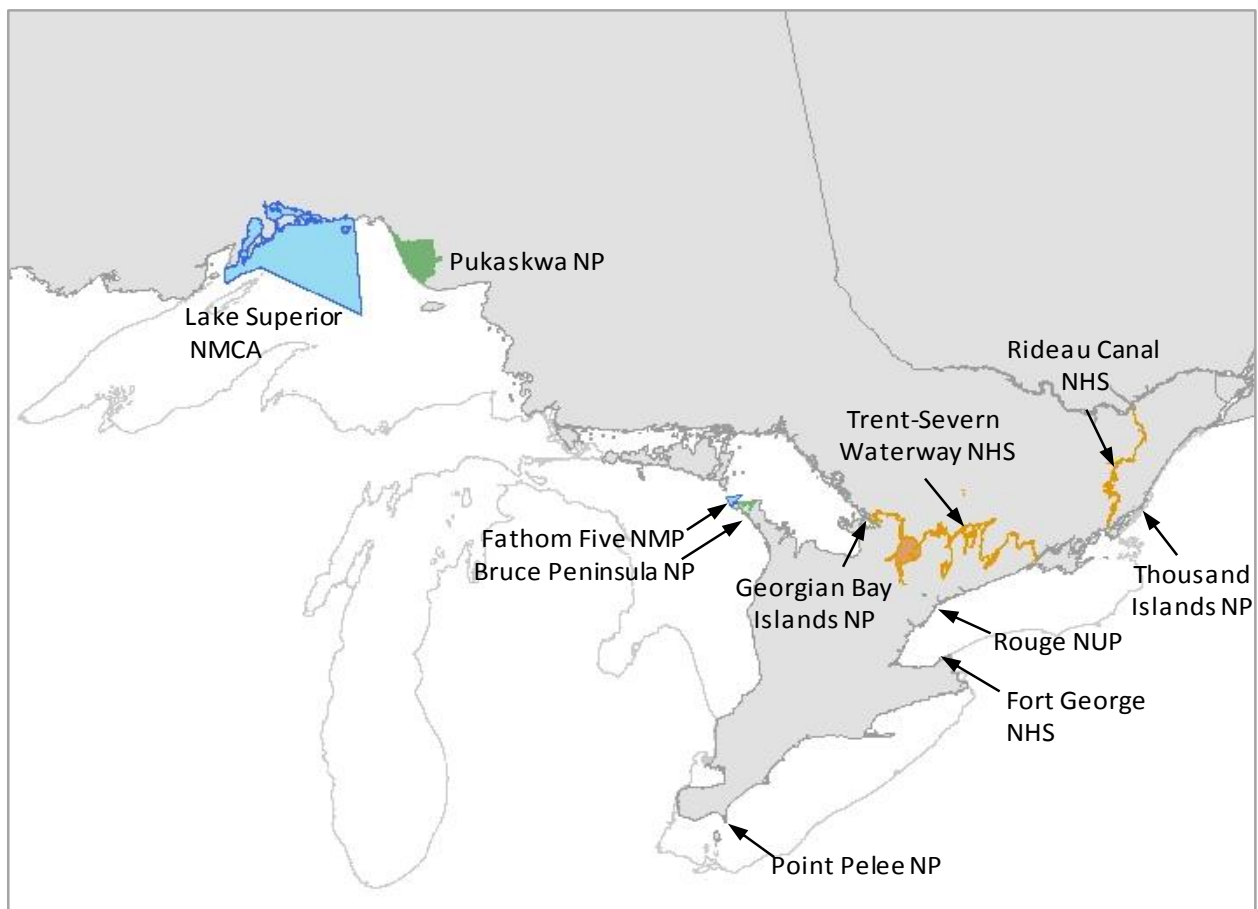 Pukaskwa NP
Lake Superior
NMCA
Rideau Canal
NHS
Trent-Severn
Waterway NHS
Fathom Five NMP
Bruce Peninsula NP
Georgian Bay
Islands NP
Thousand
Islands NP
Rouge NUP
Fort George
NHS
Point Pelee NP